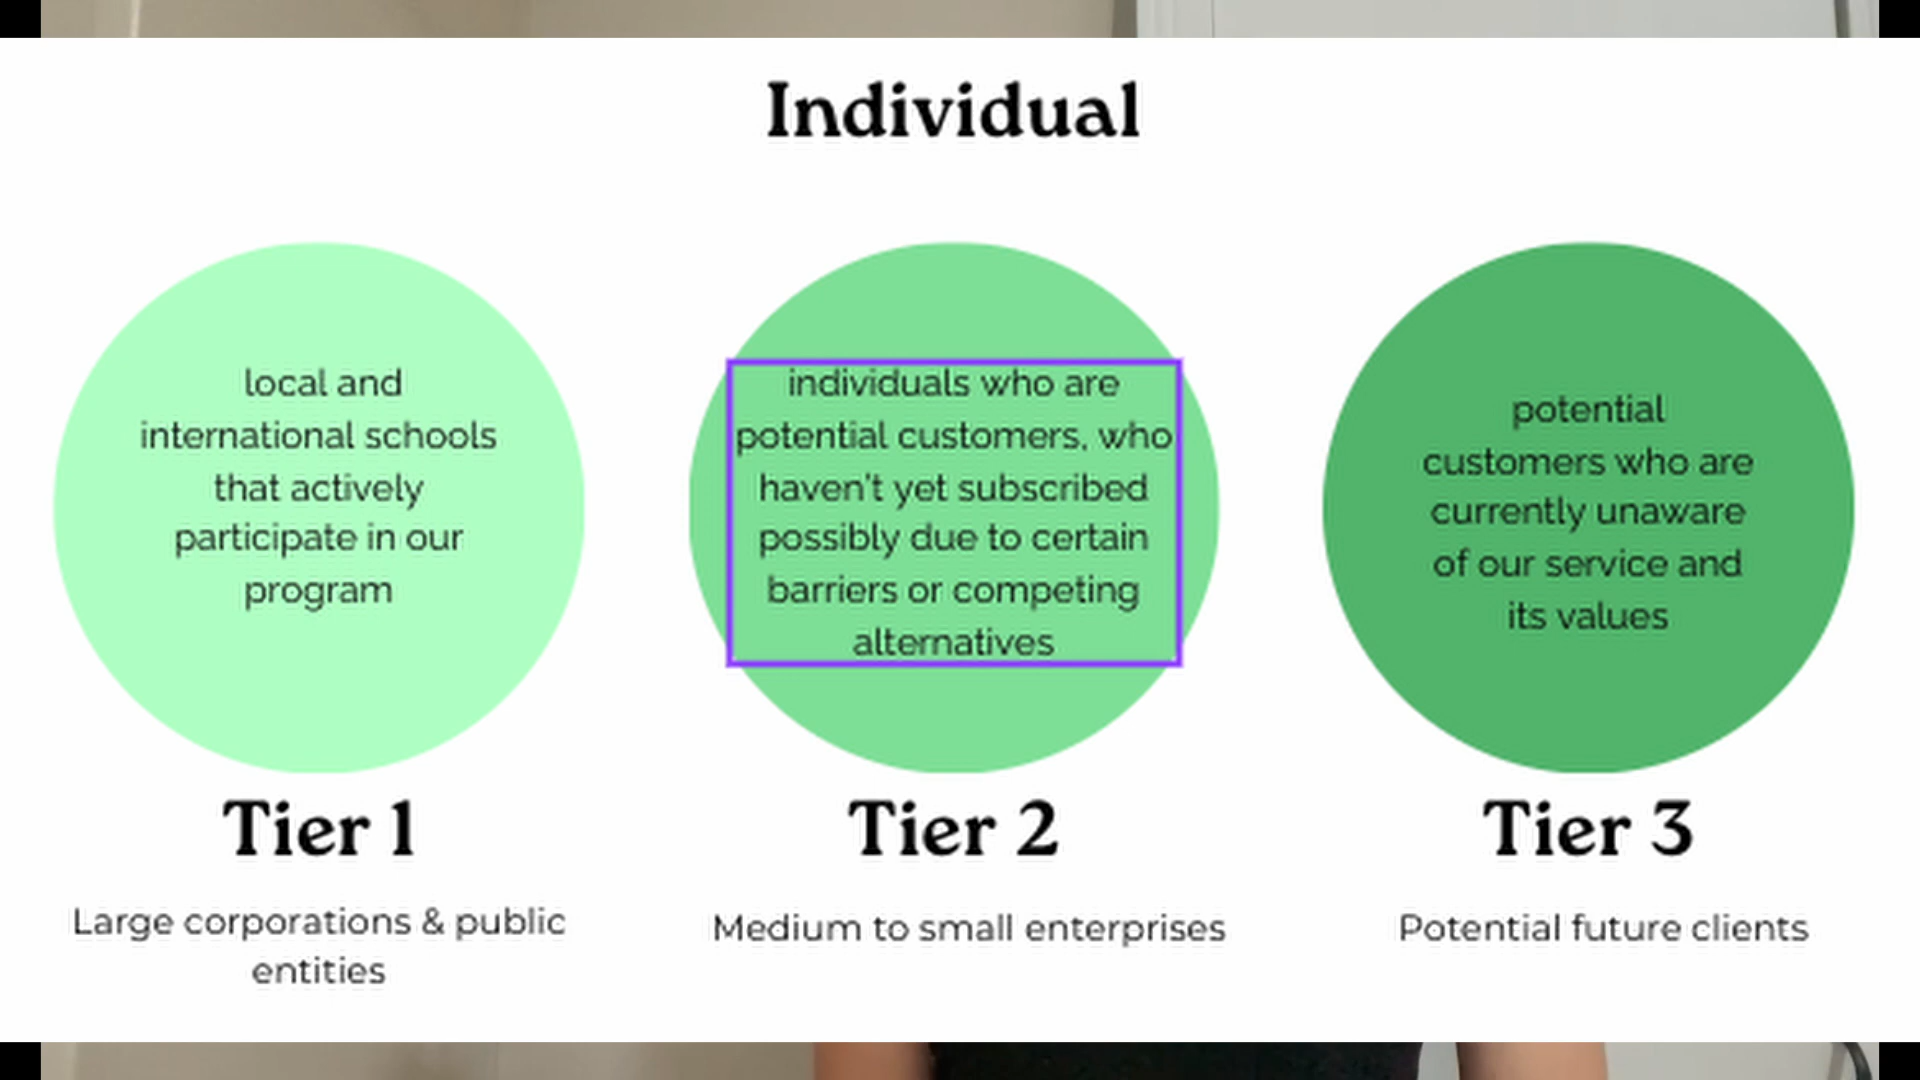 Individual
local and
international schools
that actively
participate in our
program
individuals who are
potential customers, who
haven't yet subscribed
possibly due to certain
barriers or competing
alternatives
potential
customers who are
currently unaware
of our service and
its values
Tier 1
Tier 2
Tier 3
Large corporations & public
entities
Medium to small enterprises
Potential future clients